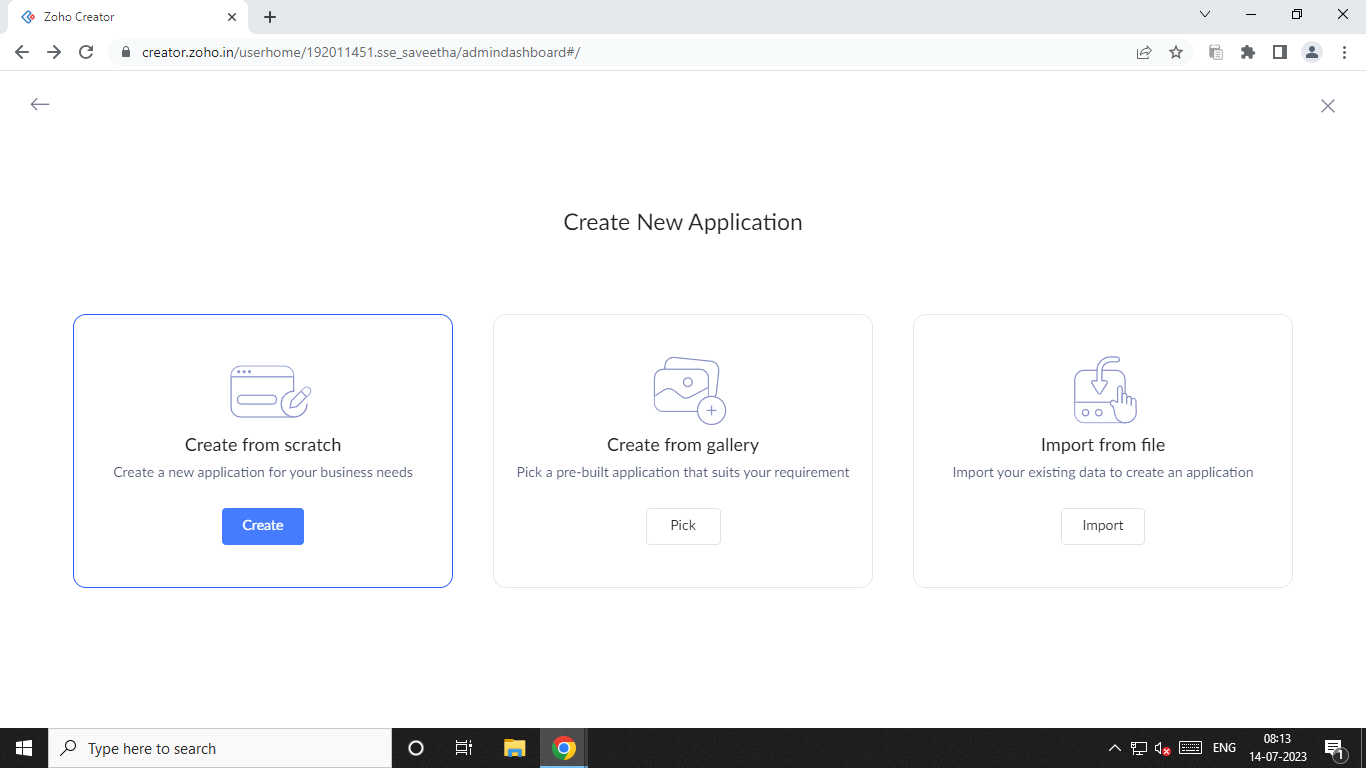 Zoho Creator
creator.zoho.in/userhome/192011451.sse_saveetha/admindashboard#/
Create New Application
Create from scratch
Create a new application for your business needs
Create
Create from gallery
Pick a pre-built application that suits your requirement
Pick
Import from file
Import your existing data to create an application
Import
Type here to search
ENG
08:13
14-07-2023
1